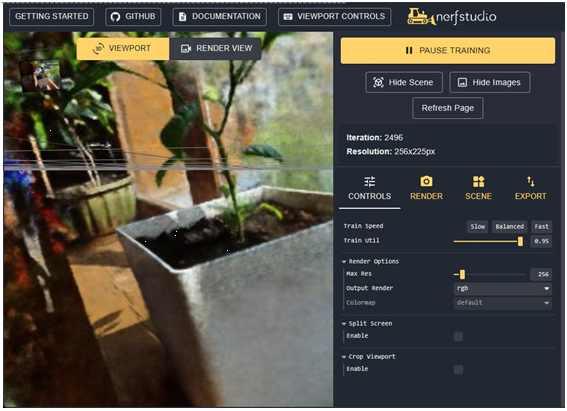 GETTING STARTED GITHUB DOCUMENTATION VIEWPORT CONTROLS nerfstudio
VIEWPORT RENDER VIEW
PAUSE TRAINING
Hide Scene Hide Images
Refresh Page
Iteration: 2496
Resolution: 256x225px
CONTROLS RENDER SCENE EXPORT
Train Speed Slow Balanced Fast
Train Util 0.95
Render Options
Max Res 256
Output Render rgb
Colormap default
Split Screen
Enable
Crop Viewport
Enable